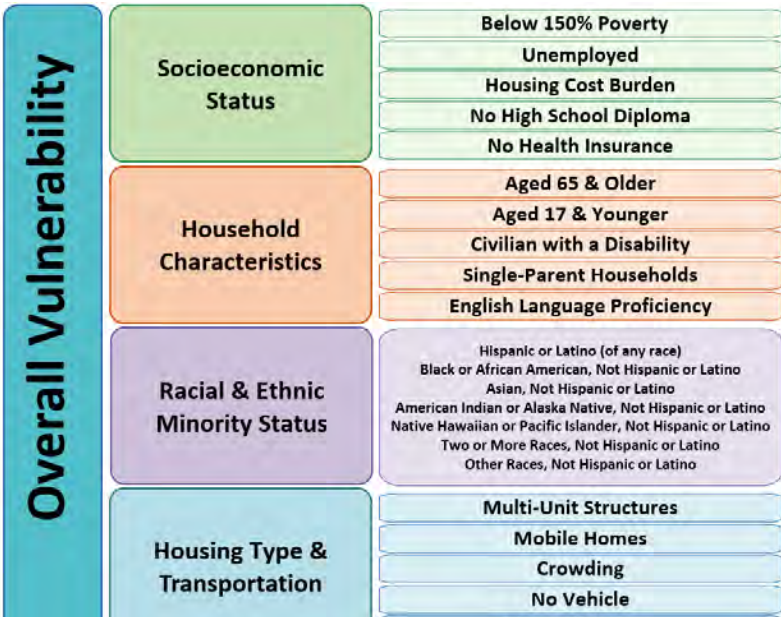 Overall Vulnerability
Socioeconomic
Status
Below 150% Poverty
Unemployed
Housing Cost Burden
No High School Diploma
No Health Insurance
Household
Characteristics
Aged 65 & Older
Aged 17 & Younger
Civilian with a Disability
Single-Parent Households
English Language Proficiency
Racial & Ethnic
Minority Status
Hispanic or Latino (of any race)
Black or African American, Not Hispanic or Latino
Asian, Not Hispanic or Latino
American Indian or Alaska Native, Not Hispanic or Latino
Native Hawaiian or Pacific Islander, Not Hispanic or Latino
Two or More Races, Not Hispanic or Latino
Other Races, Not Hispanic or Latino
Housing Type &
Transportation
Multi-Unit Structures
Mobile Homes
Crowding
No Vehicle